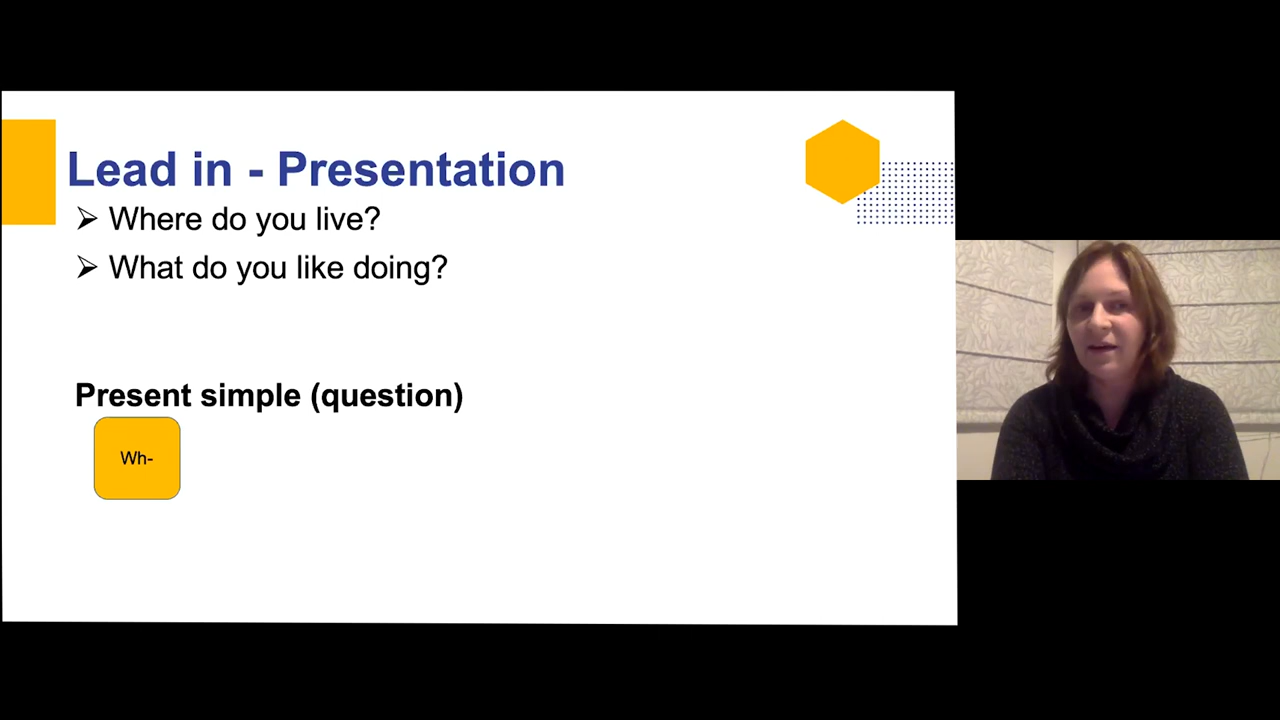 Lead in - Presentation
Where do you live?
What do you like doing?
Present simple (question)
Wh-